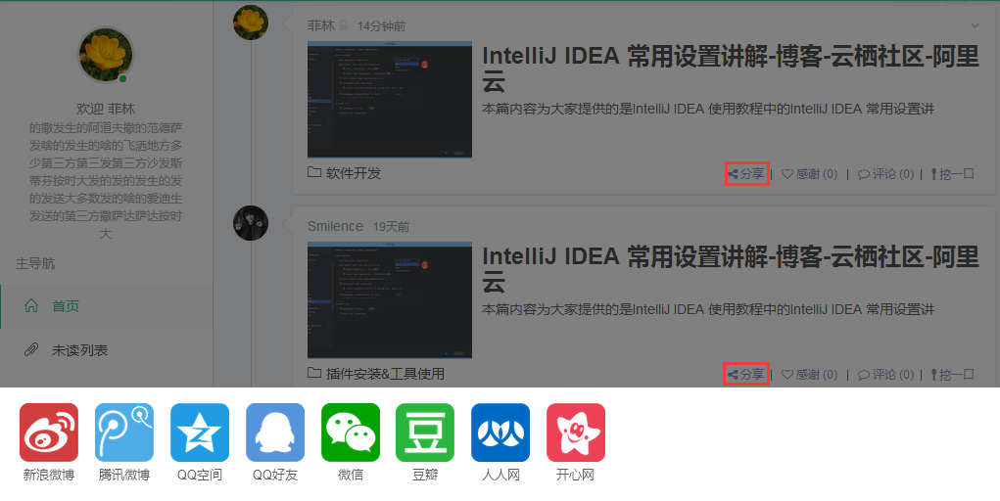 欢迎 菲林
的撒发生的阿道夫撒的范德萨
发啥的发生的啥的飞洒地方多
少第三方第三发第三方沙发斯
蒂芬按时大发的发的发生的发
的发送大多数发的啥的爱迪生
发送的第三方撒萨达萨达按时
大
主导航
首页
未读列表
菲林 14分钟前
IntelliJ IDEA 常用设置讲解-博客-云栖社区-阿里
云
本篇内容为大家提供的是IntelliJ IDEA 使用教程中的IntelliJ IDEA 常用设置讲
软件开发
分享 | 感谢 (0) | 评论 (0) | 挖一口
Smilence 19天前
IntelliJ IDEA 常用设置讲解-博客-云栖社区-阿里
云
本篇内容为大家提供的是IntelliJ IDEA 使用教程中的IntelliJ IDEA 常用设置讲
插件安装&工具使用
分享 | 感谢 (0) | 评论 (0) | 挖一口
豆
新浪微博 腾讯微博 QQ空间 QQ好友 微信 豆瓣 人人网 开心网